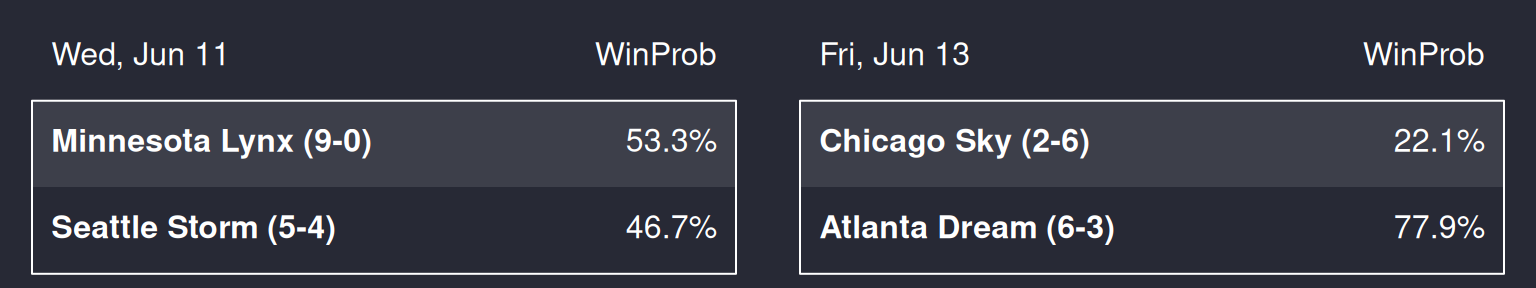 Wed, Jun 11 WinProb
Minnesota Lynx (9-0) 53.3%
Seattle Storm (5-4) 46.7%
Fri, Jun 13 WinProb
Chicago Sky (2-6) 22.1%
Atlanta Dream (6-3) 77.9%